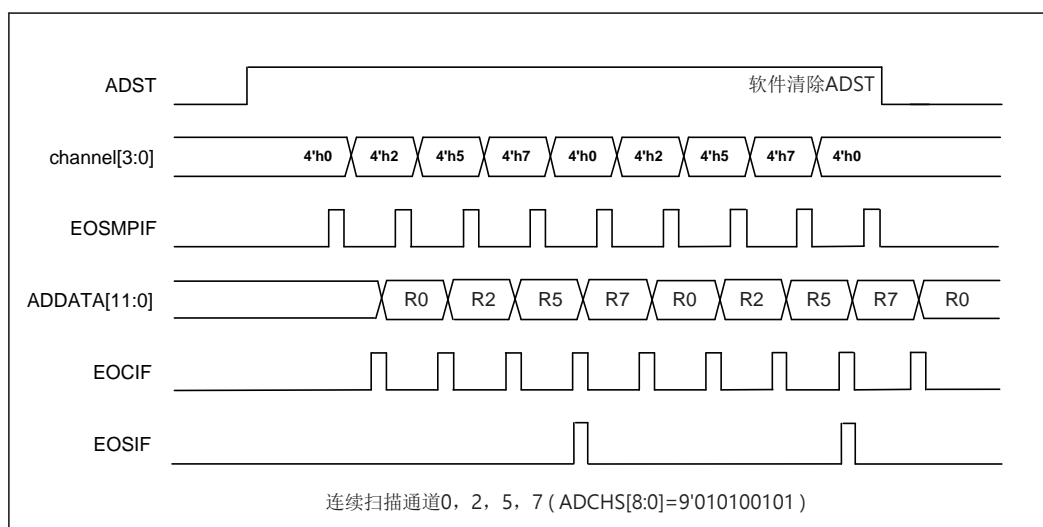 ADST
软件清除ADST
channel[3:0]
4'h0 4'h2 4'h5 4'h7 4'h0 4'h2 4'h5 4'h7 4'h0
EOSMPIF
ADDATA[11:0]
R0 R2 R5 R7 R0 R2 R5 R7 R0
EOCIF
EOSIF
连续扫描通道0，2，5，7 ( ADCHS[8:0]=9'010100101 )